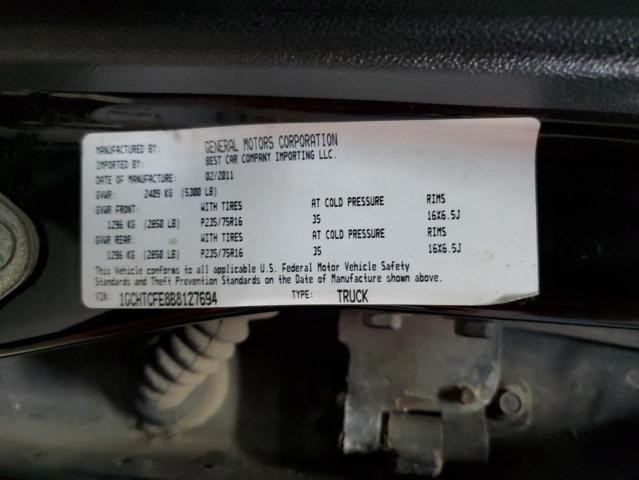 MANUFACTURED BY: GENERAL MOTORS CORPORATION
IMPORTED BY: BEST CAR COMPANY IMPORTING LLC.
DATE OF MANUFACTURE: 02/2011
GVWR: 2409 KG (5300 LB)
GVWR FRONT: WITH TIRES AT COLD PRESSURE RIMS
1296 KG (2850 LB) P235/75R16 35 16X6.5J
GVWR REAR: WITH TIRES AT COLD PRESSURE RIMS
1296 KG (2850 LB) P235/75R16 35 16X6.5J
This Vehicle conforms to all applicable U.S. Federal Motor Vehicle Safety
Standards and Theft Prevention Standards on the Date of Manufacture shown above.
VIN: 1GCHTCFE8B8127694 TYPE: TRUCK